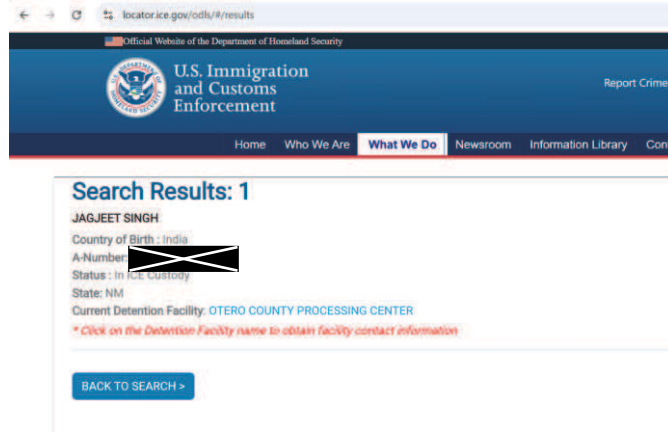 locator.ice.gov/odls/#/results
Official Website of the Department of Homeland Security
U.S. Immigration
and Customs
Enforcement
Report Crime
Home Who We Are What We Do Newsroom Information Library Con
Search Results: 1
JAGJEET SINGH
Country of Birth : India
A-Number:
Status : In ICE Custody
State: NM
Current Detention Facility: OTERO COUNTY PROCESSING CENTER
* Click on the Detention Facility name to obtain facility contact information
BACK TO SEARCH >